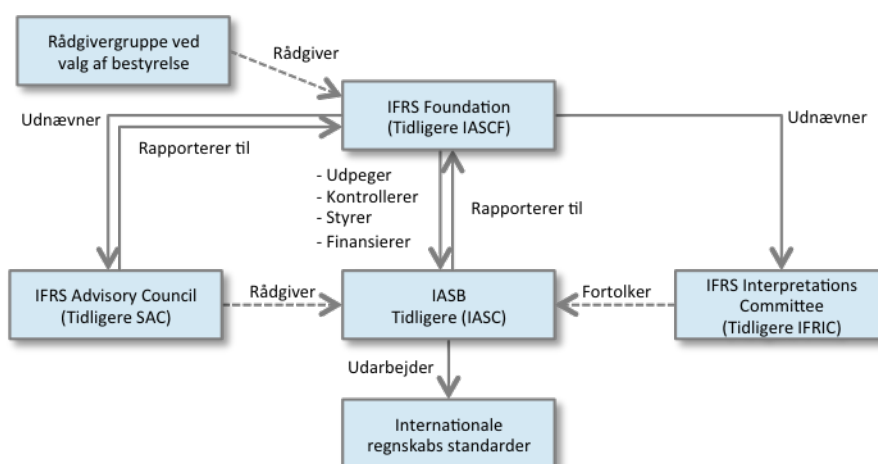 Rådgivergruppe ved
valg af bestyrelse
Rådgiver
IFRS Foundation
(Tidligere IASCF)
Udnævner
Udnævner
Rapporterer til
- Udpeger
- Kontrollerer
- Styrer
- Finansierer
Rapporterer til
IFRS Advisory Council
(Tidligere SAC)
Rådgiver
IASB
Tidligere (IASC)
Fortolker
IFRS Interpretations
Committee
(Tidligere IFRIC)
Udarbejder
Internationale
regnskabs standarder